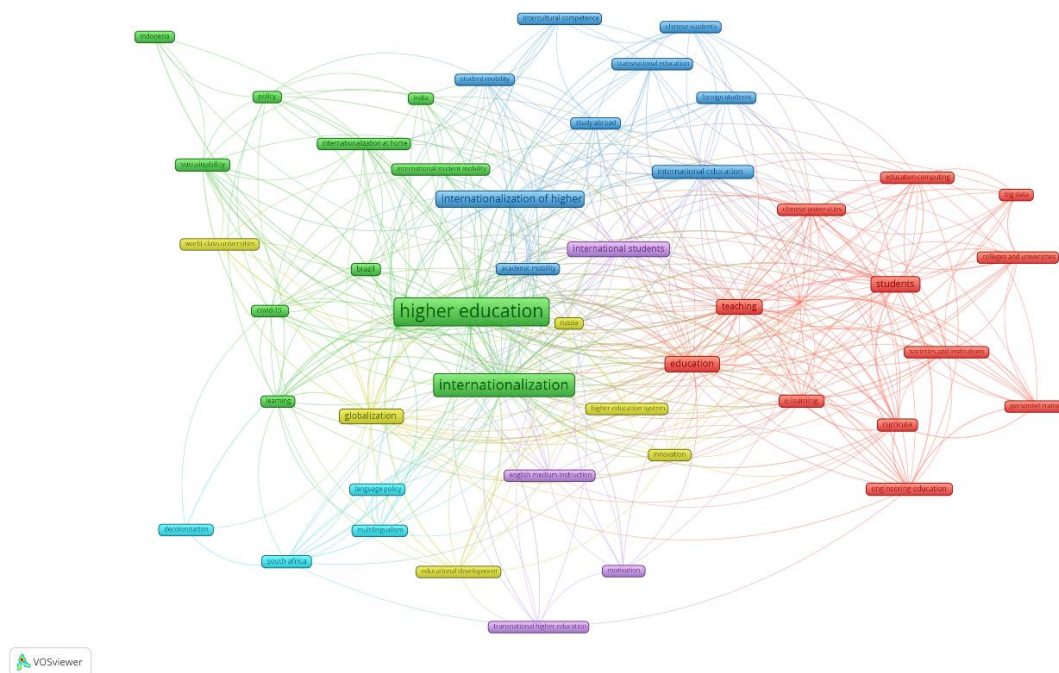 intercultural competence
chinese students
indonesia
transnational education
student mobility
policy
india
foreign students
study abroad
internationalization at home
sustainability
international student mobility
international education
education computing
big data
internationalization of higher
chinese universities
world class universities
international students
colleges and universities
brazil
academic mobility
students
higher education
teaching
covid-19
russia
societies and institutions
education
internationalization
learning
e-learning
personnel train
globalization
higher education system
curricula
innovation
english medium instruction
language policy
engineering education
decolonisation
multilingualism
south africa
educational development
motivation
transnational higher education
VOSviewer